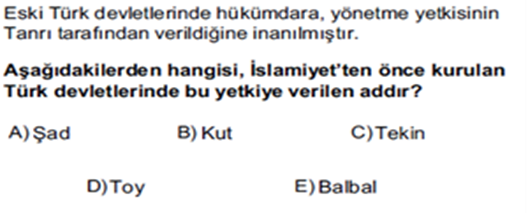 Eski Türk devletlerinde hükümdara, yönetme yetkisinin
Tanrı tarafından verildiğine inanılmıştır.
Aşağıdakilerden hangisi, İslamiyet'ten önce kurulan
Türk devletlerinde bu yetkiye verilen addır?
A) Şad B) Kut C) Tekin
D) Toy E) Balbal